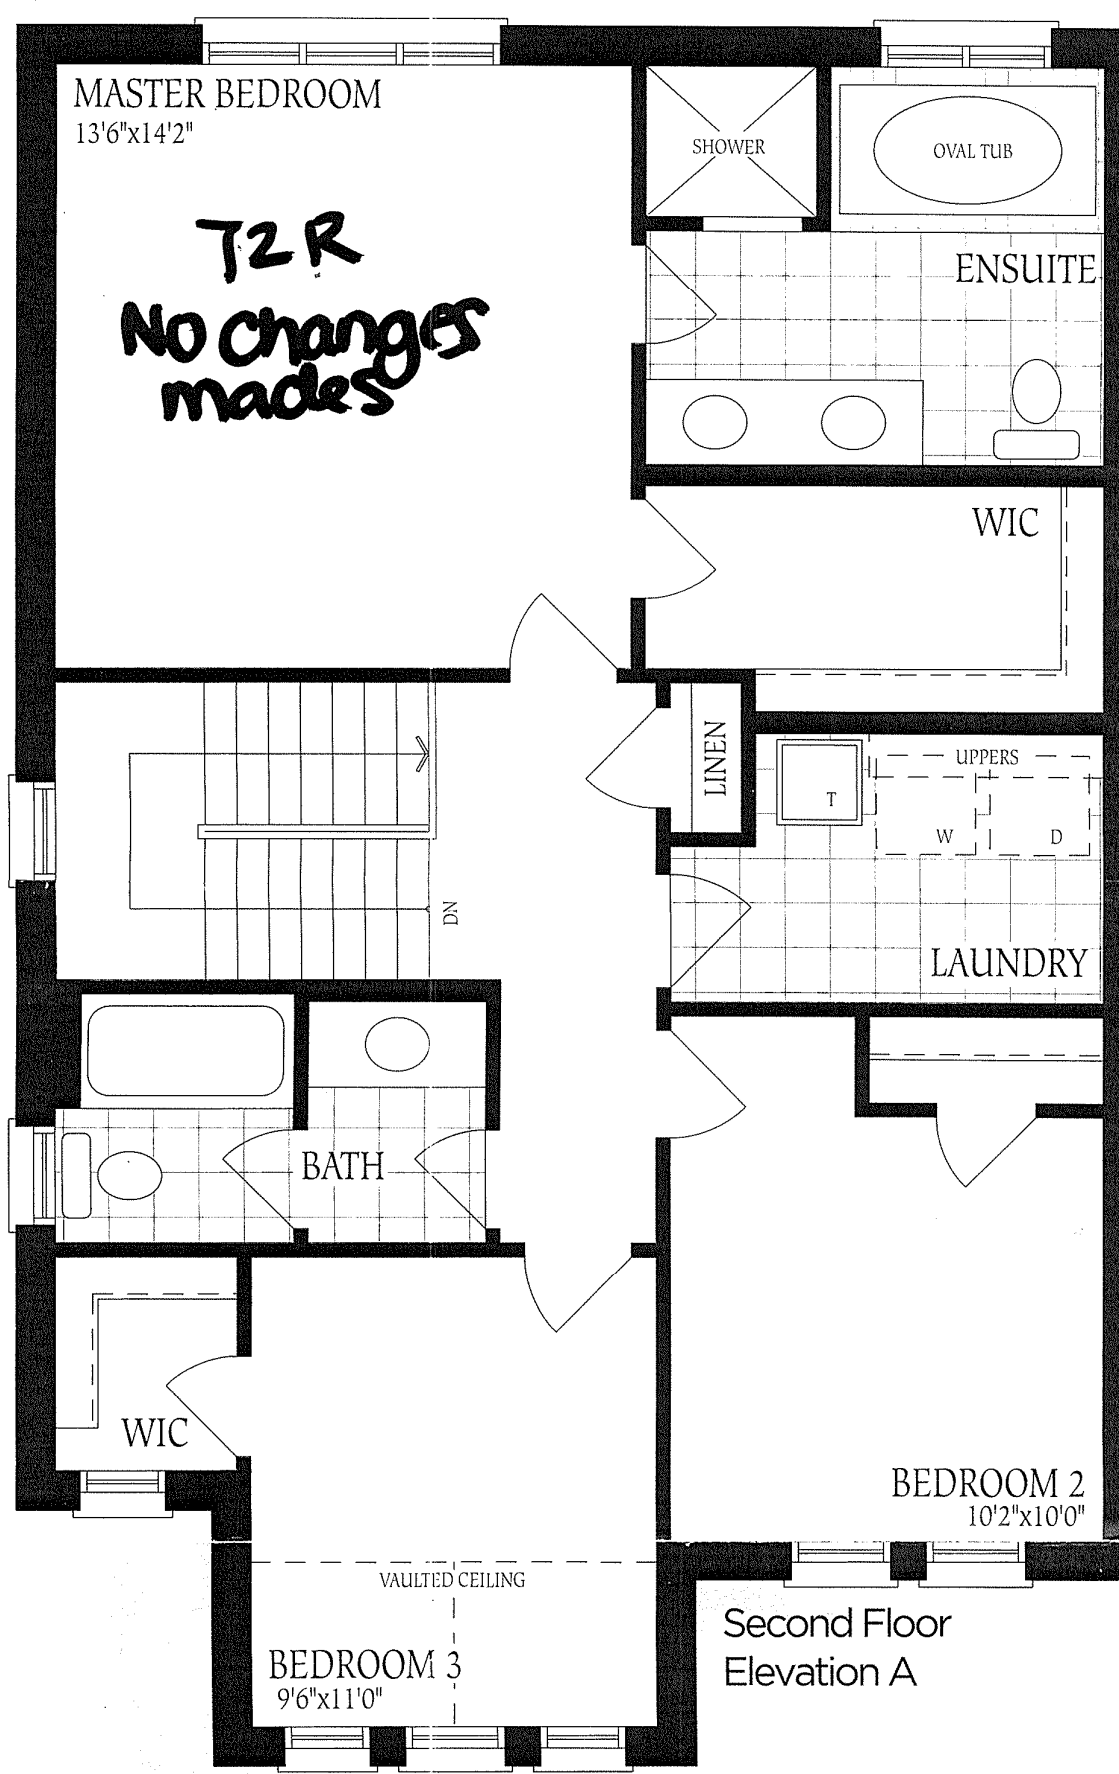 MASTER BEDROOM
13'6"x14'2"
T2R
No changes
mades
SHOWER
OVAL TUB
ENSUITE
WIC
LINEN
UPPERS
T
W
D
LAUNDRY
DN
BATH
WIC
BEDROOM 2
10'2"x10'0"
VAULTED CEILING
BEDROOM 3
9'6"x11'0"
Second Floor
Elevation A